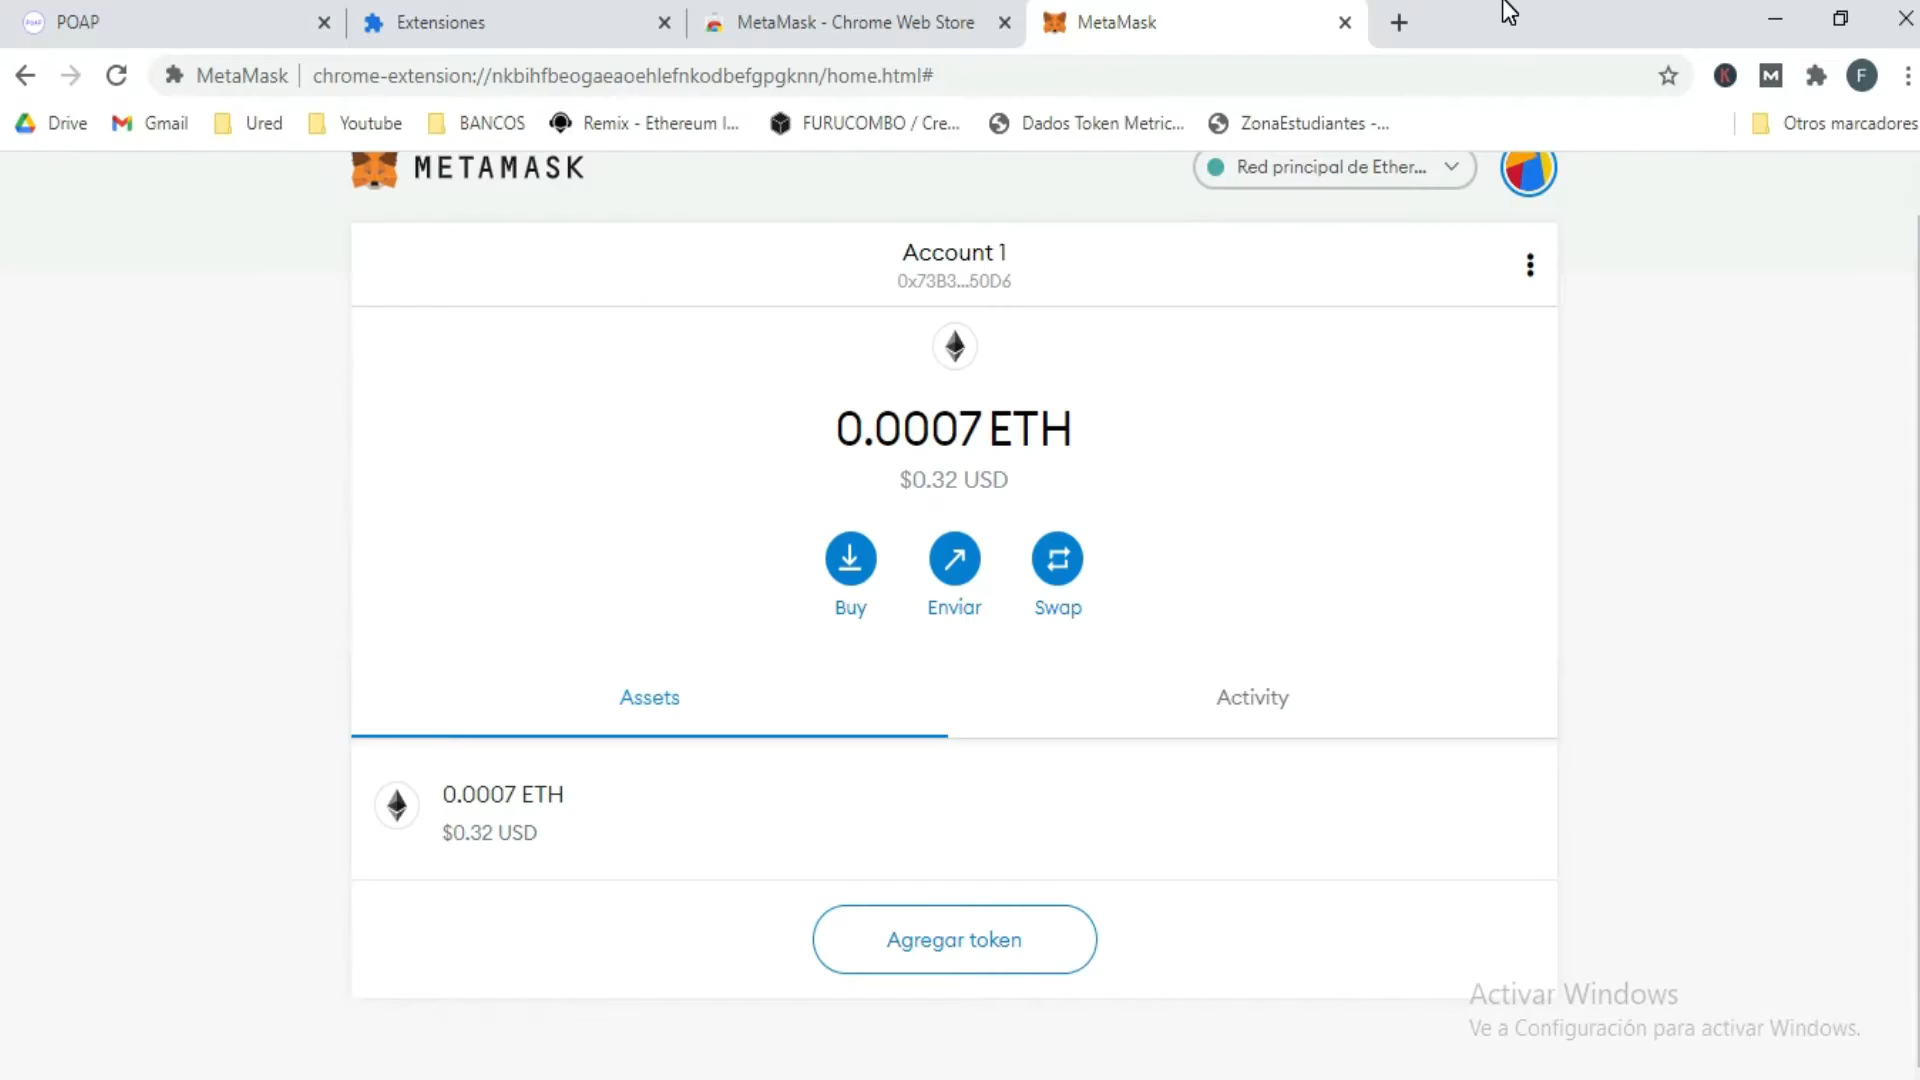 POAP
Extensiones
MetaMask - Chrome Web Store
MetaMask
MetaMask
chrome-extension://nkbihfbeogaeaoehlefnkodbefgpgknn/home.html#
K
M
F
Drive
Gmail
Ured
Youtube
BANCOS
Remix - Ethereum I...
FURUCOMBO / Cre...
Dados Token Metric...
ZonaEstudiantes -...
Otros marcadores
METAMASK
Red principal de Ether...
Account 1
0x73B3...50D6
0.0007 ETH
$0.32 USD
Buy
Enviar
Swap
Assets
Activity
0.0007 ETH
$0.32 USD
Agregar token
Activar Windows
Ve a Configuración para activar Windows.